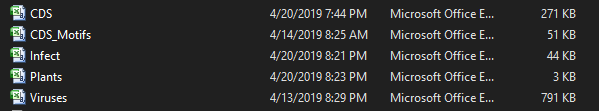 CDS 4/20/2019 7:44 PM Microsoft Office E... 271 KB
CDS_Motifs 4/14/2019 8:25 AM Microsoft Office E... 51 KB
Infect 4/20/2019 8:21 PM Microsoft Office E... 44 KB
Plants 4/20/2019 8:23 PM Microsoft Office E... 3 KB
Viruses 4/13/2019 8:29 PM Microsoft Office E... 791 KB